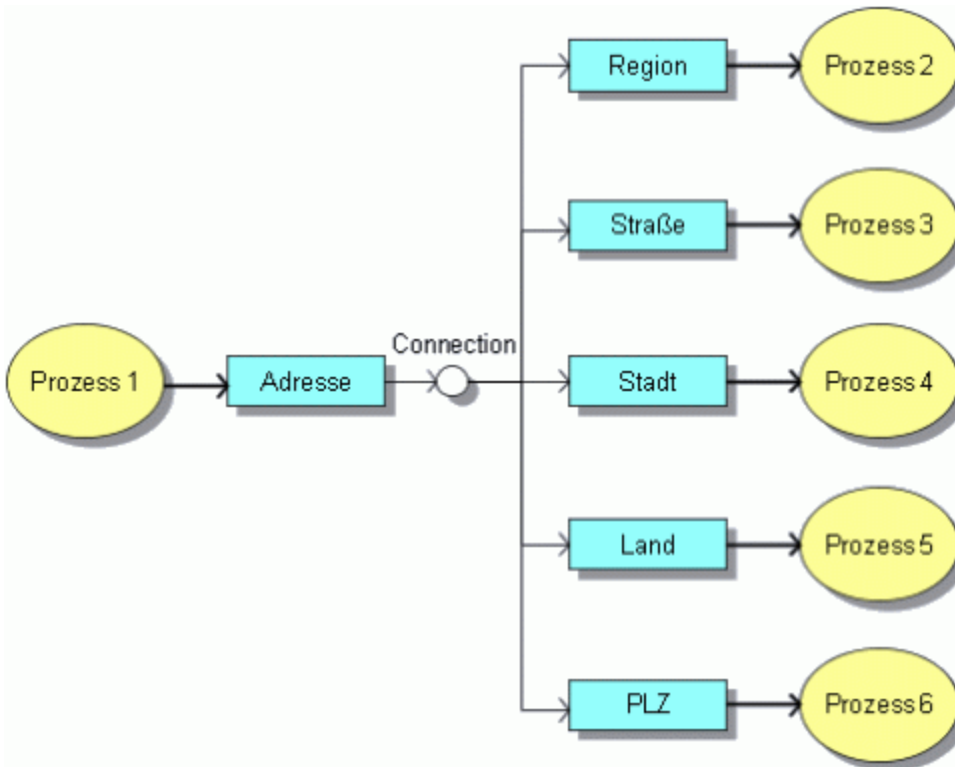 Region
Prozess 2
Straße
Prozess 3
Connection
Prozess 1
Adresse
Stadt
Prozess 4
Land
Prozess 5
PLZ
Prozess 6